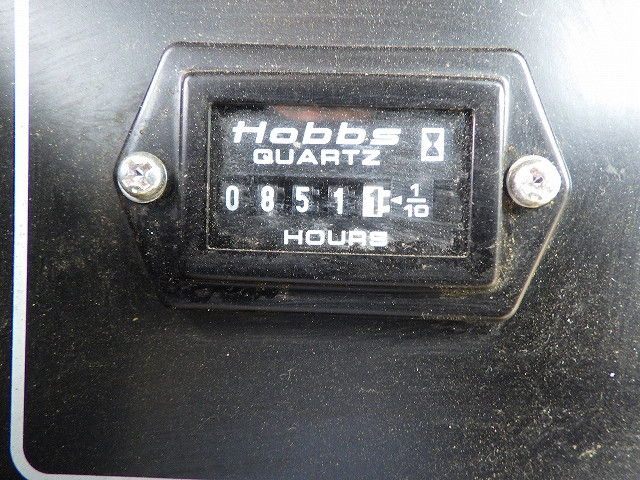 Hobbs
QUARTZ
0 8 5 1 1 ◄ 1/10
HOURS